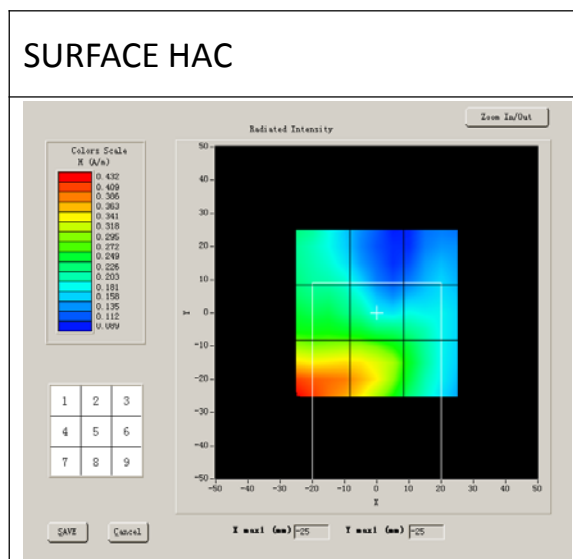 SURFACE HAC
Zoom In/Out
Radiated Intensity
Colors Scale
H (A/m)
0.432
0.409
0.386
0.363
0.341
0.318
0.295
0.272
0.249
0.226
0.203
0.181
0.158
0.135
0.112
0.089
50
40
30
20
10
0
-10
-20
-30
-40
-50
Y
-50 -40 -30 -20 -10 0 10 20 30 40 50
X
1 2 3
4 5 6
7 8 9
SAVE Cancel X max1 (mm) -25 Y max1 (mm) -25